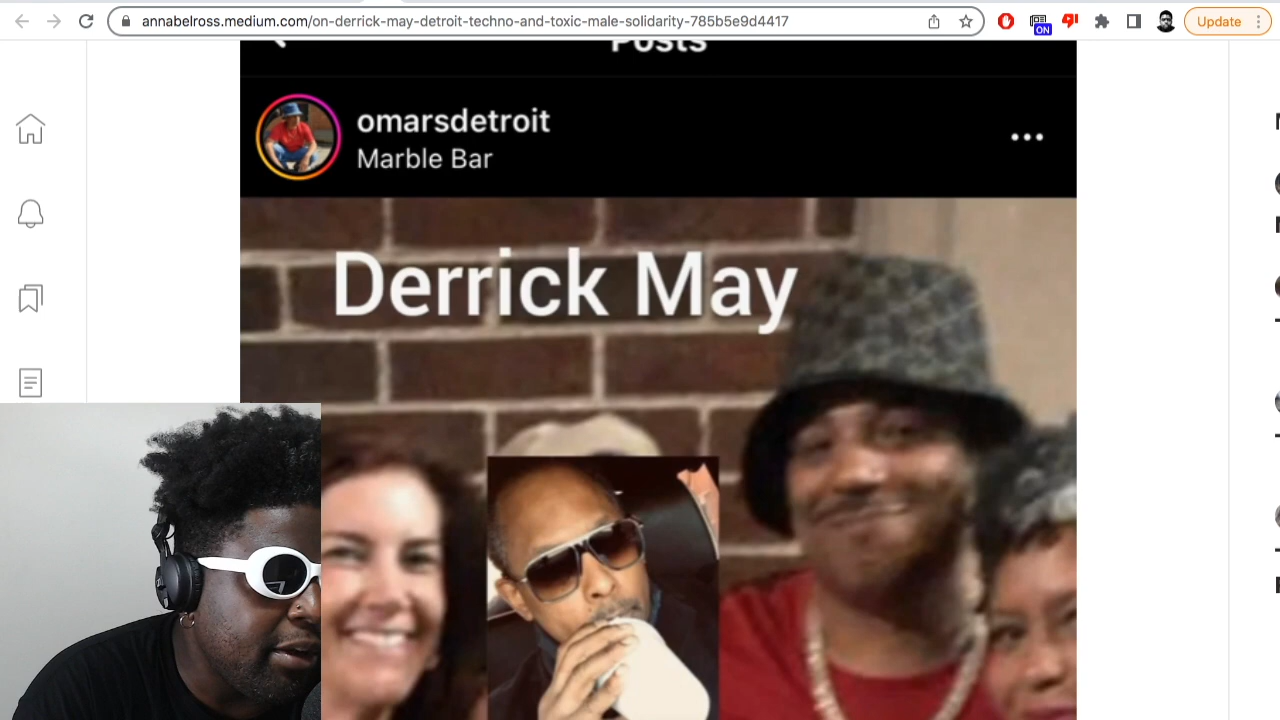 annabelross.medium.com/on-derrick-may-detroit-techno-and-toxic-male-solidarity-785b5e9d4417
ON
Update
Posts
omarsdetroit
Marble Bar
Derrick May